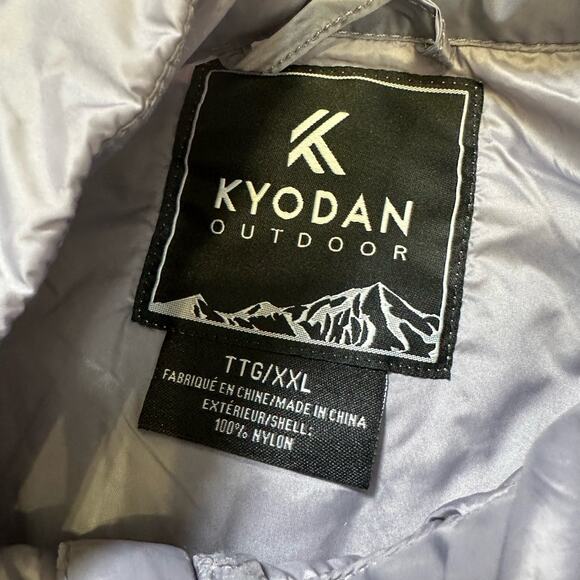 KYODAN
OUTDOOR
TTG/XXL
FABRIQUÉ EN CHINE/MADE IN CHINA
EXTÉRIEUR/SHELL:
100% NYLON